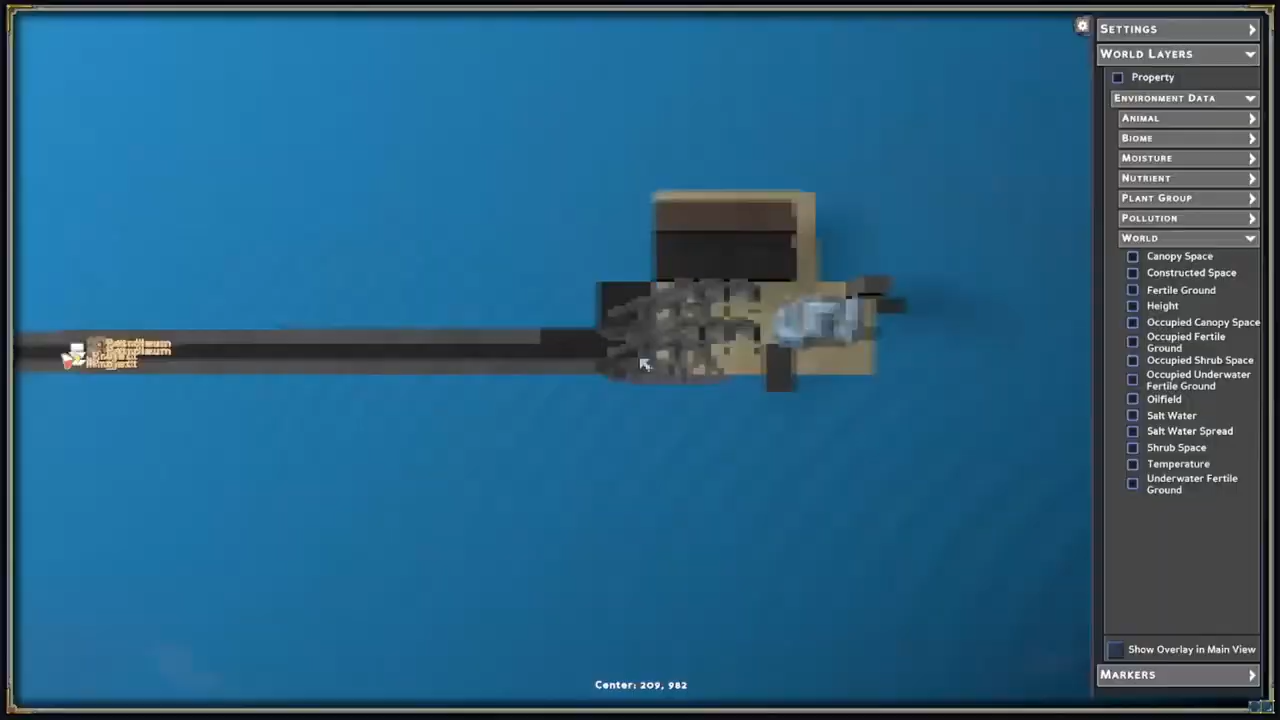 SETTINGS
WORLD LAYERS
Property
ENVIRONMENT DATA
ANIMAL
BIOME
MOISTURE
NUTRIENT
PLANT GROUP
POLLUTION
WORLD
Canopy Space
Constructed Space
Fertile Ground
Height
Occupied Canopy Space
Occupied Fertile
Ground
Occupied Shrub Space
Occupied Underwater
Fertile Ground
Oilfield
Salt Water
Salt Water Spread
Shrub Space
Temperature
Underwater Fertile
Ground
Show Overlay in Main View
MARKERS
Center: 209, 982